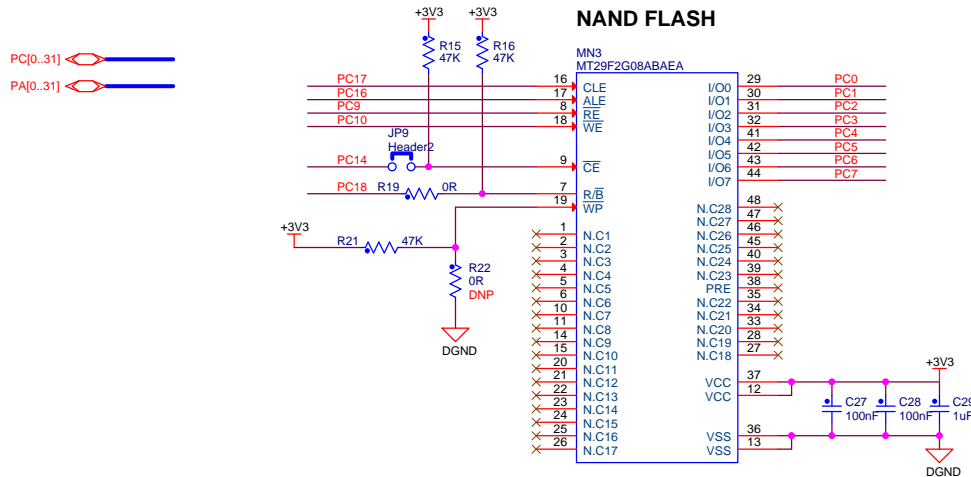 NAND FLASH
+3V3 +3V3
R15
47K
R16
47K
MN3
MT29F2G08ABAEA
PC[0..31]
PA[0..31]
PC17 16 CLE I/O0 29 PC0
PC16 17 ALE I/O1 30 PC1
PC9 8 RE I/O2 31 PC2
PC10 18 WE I/O3 32 PC3
I/O4 41 PC4
JP9
Header2
I/O5 42 PC5
PC14 9 CE I/O6 43 PC6
I/O7 44 PC7
PC18 R19 0R 7 R/B
19 WP N.C28 48
N.C27 47
1 N.C1 N.C26 46
2 N.C2 N.C25 45
3 N.C3 N.C24 40
4 N.C4 N.C23 39
5 N.C5 PRE 38
6 N.C6 N.C22 35
10 N.C7 N.C21 34
11 N.C8 N.C20 33
14 N.C9 N.C19 28
15 N.C10 N.C18 27
20 N.C11
21 N.C12 VCC 37
22 N.C13 VCC 12
23 N.C14
24 N.C15
25 N.C16 VSS 36
26 N.C17 VSS 13
+3V3
R21 47K
R22
0R
DNP
DGND
+3V3
C27
100nF
C28
100nF
C29
1uF
DGND